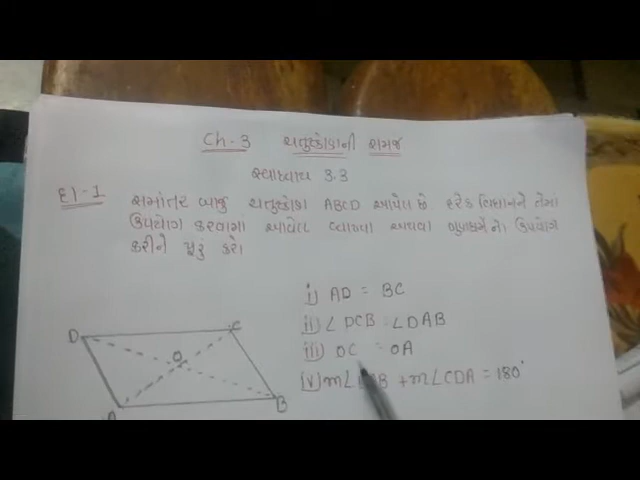 Ch-3 ચતુષ્કોણની સમજ
સ્વાધ્યાય 3.3
દા-1 સમાંતર બાજુ ચતુષ્કોણ ABCD આપેલ છે દરેક વિધાનને તેમાં
ઉપયોગ કરવામાં આવેલ વ્યાખ્યા અથવા ગુણધર્મનો ઉપયોગ
કરીને પૂરું કરો
i) AD = BC
ii) ∠DCB = ∠DAB
iii) OC = OA
iv) m∠DAB + m∠CDA = 180°
D
C
O
A
B